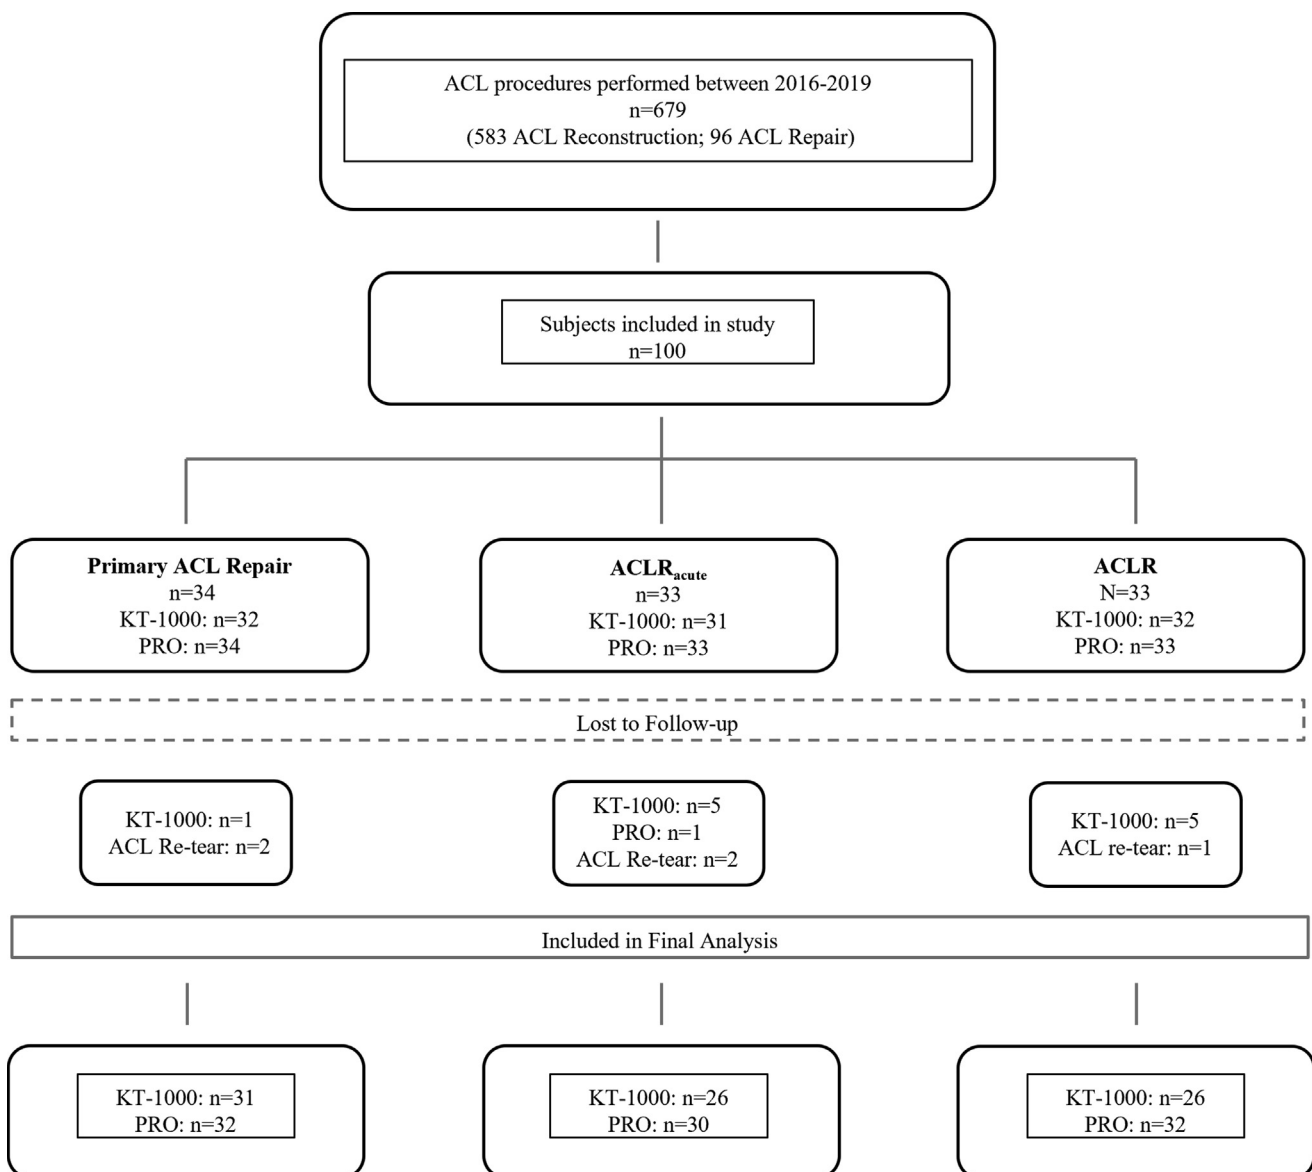 ACL procedures performed between 2016-2019
n=679
(583 ACL Reconstruction; 96 ACL Repair)
Subjects included in study
n=100
Primary ACL Repair
n=34
KT-1000: n=32
PRO: n=34
ACLRacute
n=33
KT-1000: n=31
PRO: n=33
ACLR
N=33
KT-1000: n=32
PRO: n=33
Lost to Follow-up
KT-1000: n=1
ACL Re-tear: n=2
KT-1000: n=5
PRO: n=1
ACL Re-tear: n=2
KT-1000: n=5
ACL re-tear: n=1
Included in Final Analysis
KT-1000: n=31
PRO: n=32
KT-1000: n=26
PRO: n=30
KT-1000: n=26
PRO: n=32